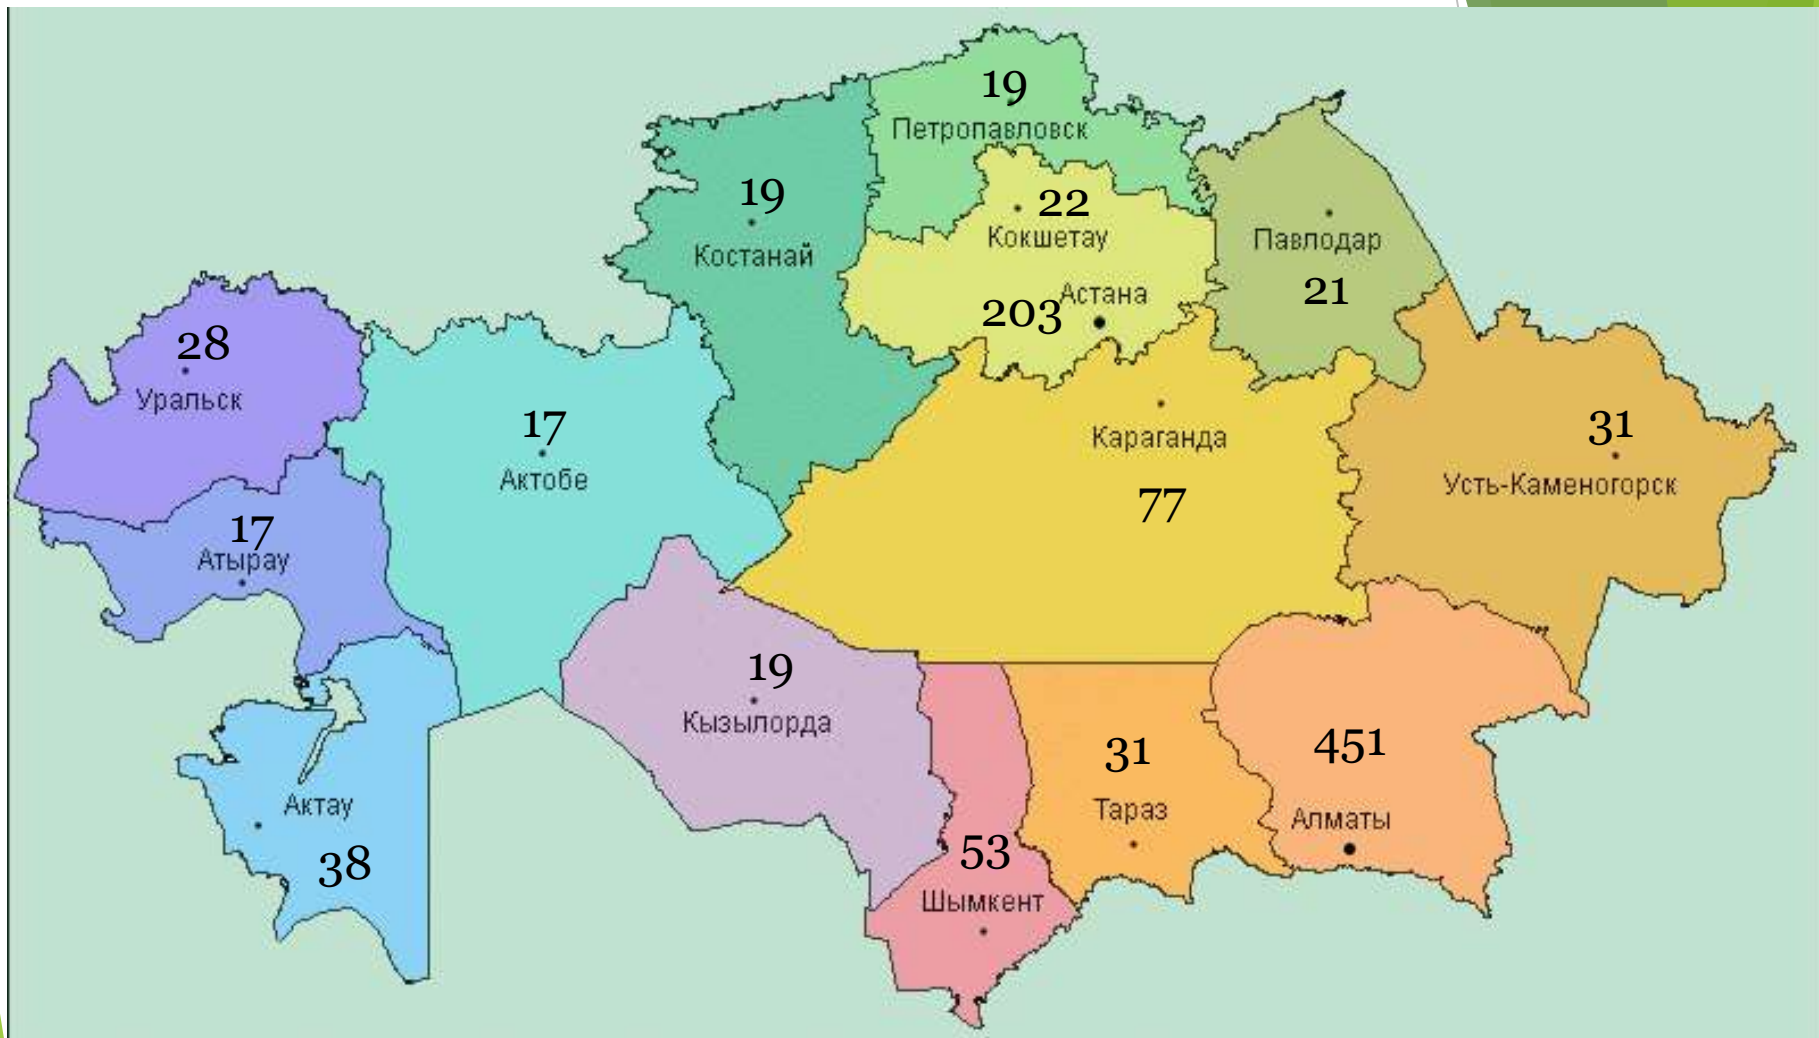 19
Петропавловск
19
Костанай
22
Кокшетау
Астана
203
Павлодар
21
28
Уральск
17
Актобе
Караганда
77
31
Усть-Каменогорск
17
Атырау
19
Кызылорда
31
Тараз
451
Алматы
Актау
38
53
Шымкент